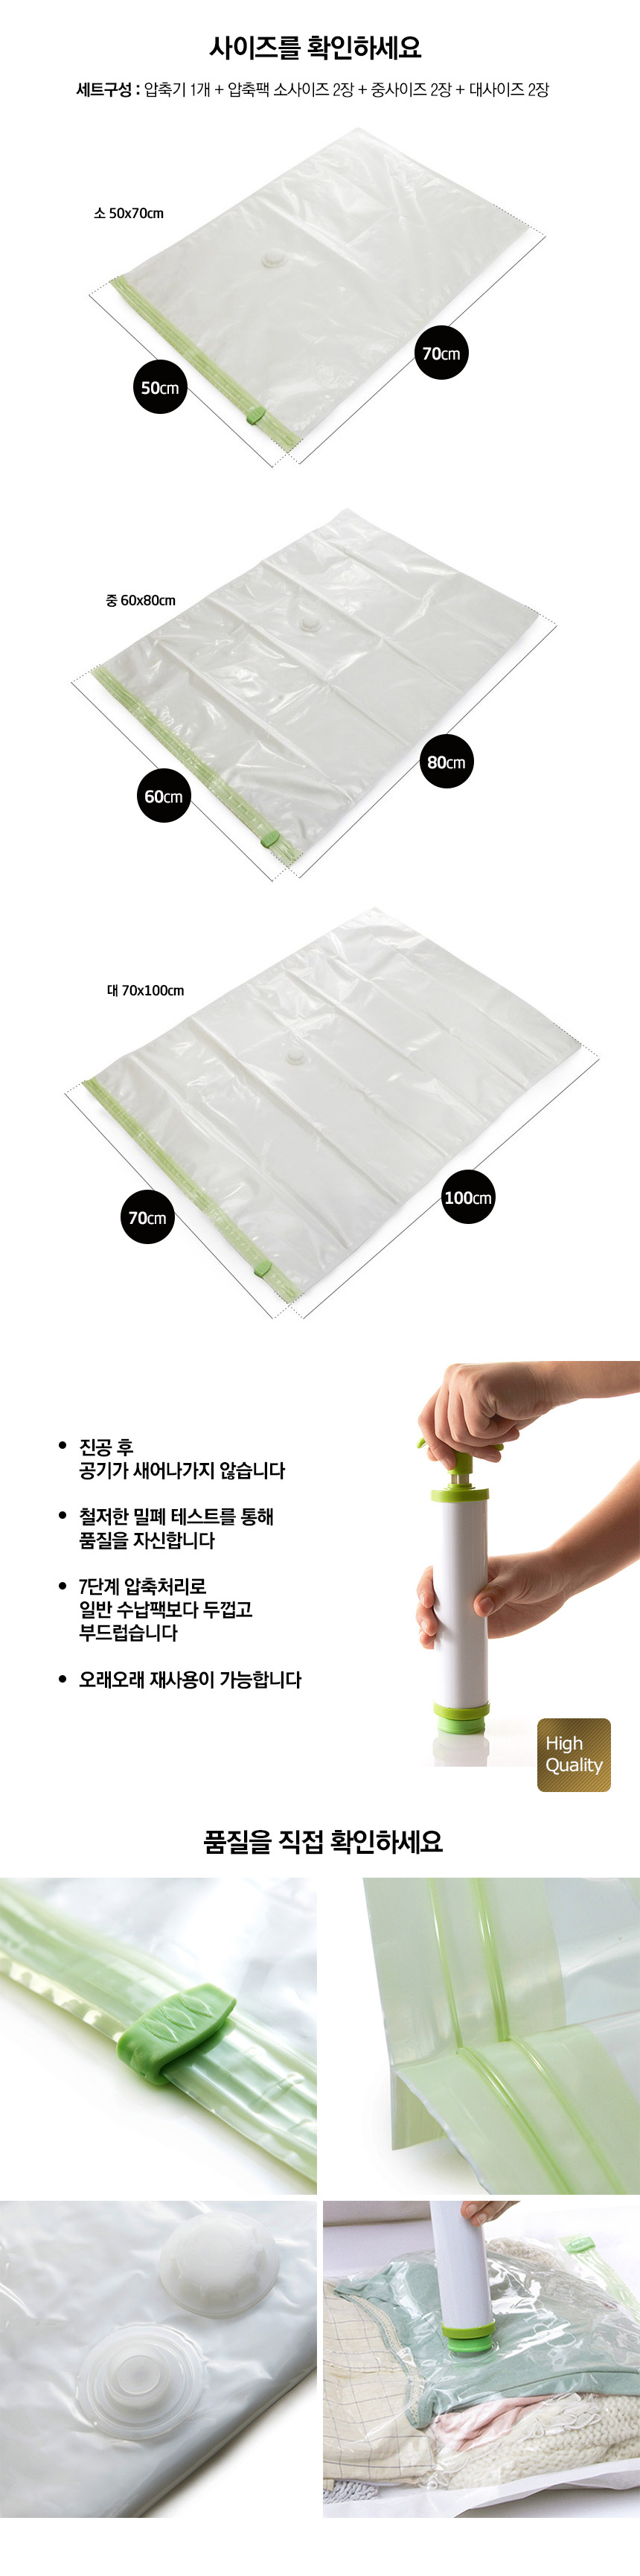 사이즈를 확인하세요
세트구성 : 압축기 1개 + 압축팩 소사이즈 2장 + 중사이즈 2장 + 대사이즈 2장
소 50x70cm
70cm
50cm
중 60x80cm
80cm
60cm
대 70x100cm
100cm
70cm
• 진공 후
공기가 새어나가지 않습니다
• 철저한 밀폐 테스트를 통해
품질을 자신합니다
• 7단계 압축처리로
일반 수납팩보다 두껍고
부드럽습니다
• 오래오래 재사용이 가능합니다
High
Quality
품질을 직접 확인하세요